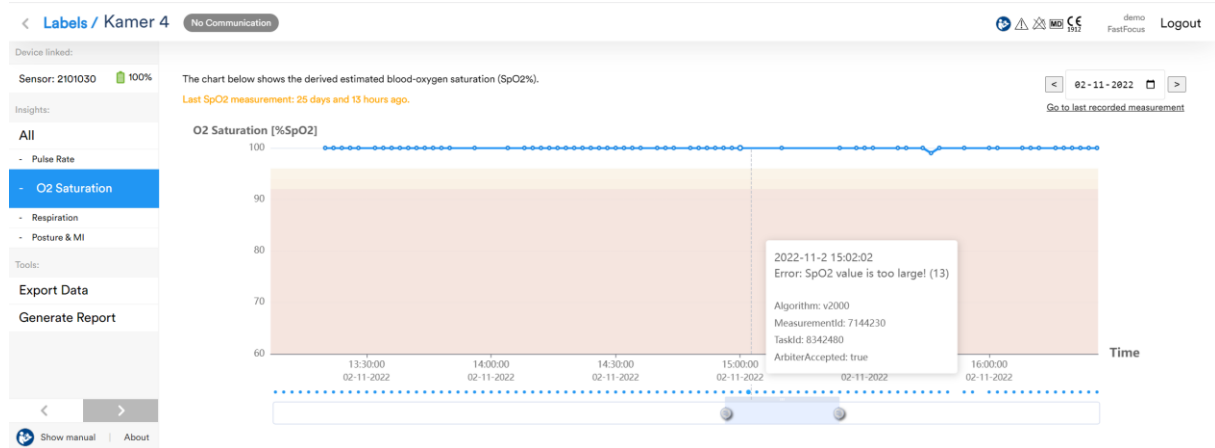 Labels / Kamer 4 No Communication
MD CE 1912
demo
FastFocus
Logout
Device linked:
Sensor: 2101030 100%
Insights:
All
- Pulse Rate
- O2 Saturation
- Respiration
- Posture & MI
Tools:
Export Data
Generate Report
Show manual | About
The chart below shows the derived estimated blood-oxygen saturation (SpO2%).
Last SpO2 measurement: 25 days and 13 hours ago.
< 02-11-2022 >
Go to last recorded measurement
O2 Saturation [%SpO2]
100
90
80
70
60
2022-11-2 15:02:02
Error: SpO2 value is too large! (13)
Algorithm: v2000
MeasurementId: 7144230
TaskId: 8342480
ArbiterAccepted: true
13:30:00 14:00:00 14:30:00 15:00:00 16:00:00
02-11-2022 02-11-2022 02-11-2022 02-11-2022 02-11-2022 02-11-2022
Time